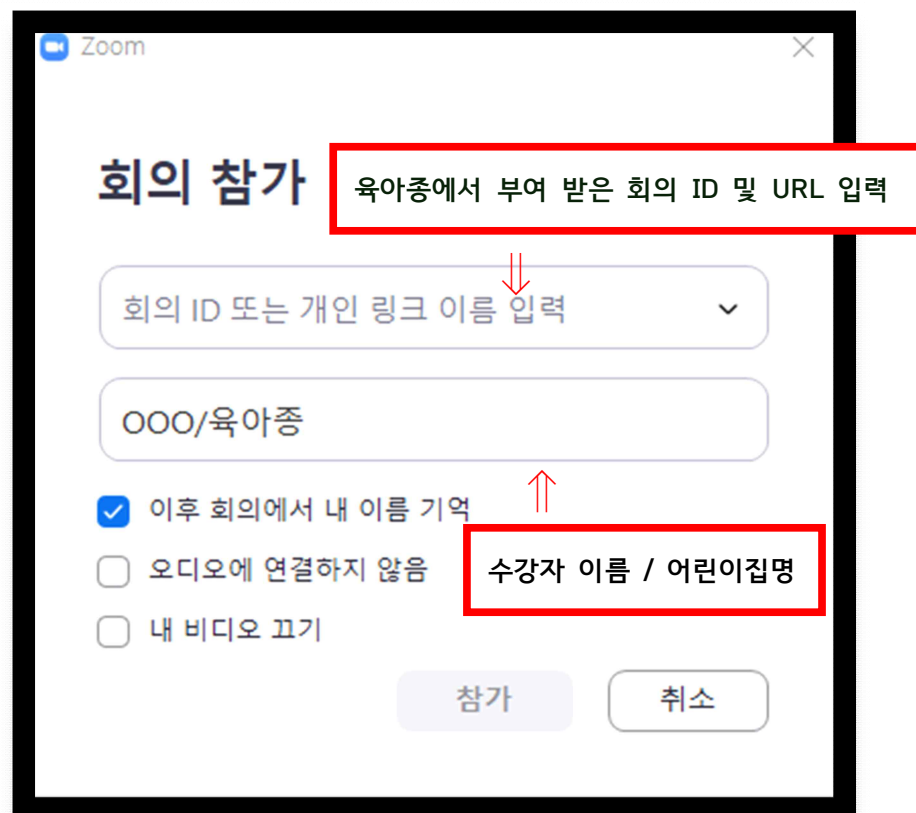 Zoom
회의 참가
육아종에서 부여 받은 회의 ID 및 URL 입력
회의 ID 또는 개인 링크 이름 입력
OOO/육아종
이후 회의에서 내 이름 기억
오디오에 연결하지 않음
수강자 이름 / 어린이집명
내 비디오 끄기
참가
취소